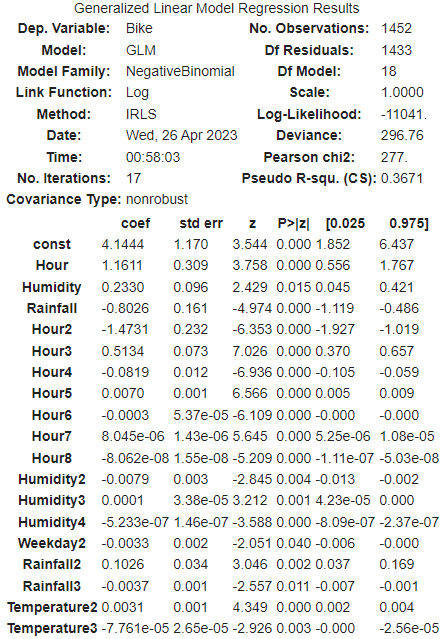 Generalized Linear Model Regression Results
Dep. Variable: Bike No. Observations: 1452
Model: GLM Df Residuals: 1433
Model Family: NegativeBinomial Df Model: 18
Link Function: Log Scale: 1.0000
Method: IRLS Log-Likelihood: -11041.
Date: Wed, 26 Apr 2023 Deviance: 296.76
Time: 00:58:03 Pearson chi2: 277.
No. Iterations: 17 Pseudo R-squ. (CS): 0.3671
Covariance Type: nonrobust
coef std err z P>|z| [0.025 0.975]
const 4.1444 1.170 3.544 0.000 1.852 6.437
Hour 1.1611 0.309 3.758 0.000 0.556 1.767
Humidity 0.2330 0.096 2.429 0.015 0.045 0.421
Rainfall -0.8026 0.161 -4.974 0.000 -1.119 -0.486
Hour2 -1.4731 0.232 -6.353 0.000 -1.927 -1.019
Hour3 0.5134 0.073 7.026 0.000 0.370 0.657
Hour4 -0.0819 0.012 -6.936 0.000 -0.105 -0.059
Hour5 0.0070 0.001 6.566 0.000 0.005 0.009
Hour6 -0.0003 5.37e-05 -6.109 0.000 -0.000 -0.000
Hour7 8.045e-06 1.43e-06 5.645 0.000 5.25e-06 1.08e-05
Hour8 -8.062e-08 1.55e-08 -5.209 0.000 -1.11e-07 -5.03e-08
Humidity2 -0.0079 0.003 -2.845 0.004 -0.013 -0.002
Humidity3 0.0001 3.38e-05 3.212 0.001 4.23e-05 0.000
Humidity4 -5.233e-07 1.46e-07 -3.588 0.000 -8.09e-07 -2.37e-07
Weekday2 -0.0033 0.002 -2.051 0.040 -0.006 -0.000
Rainfall2 0.1026 0.034 3.046 0.002 0.037 0.169
Rainfall3 -0.0037 0.001 -2.557 0.011 -0.007 -0.001
Temperature2 0.0031 0.001 4.349 0.000 0.002 0.004
Temperature3 -7.761e-05 2.65e-05 -2.926 0.003 -0.000 -2.56e-05